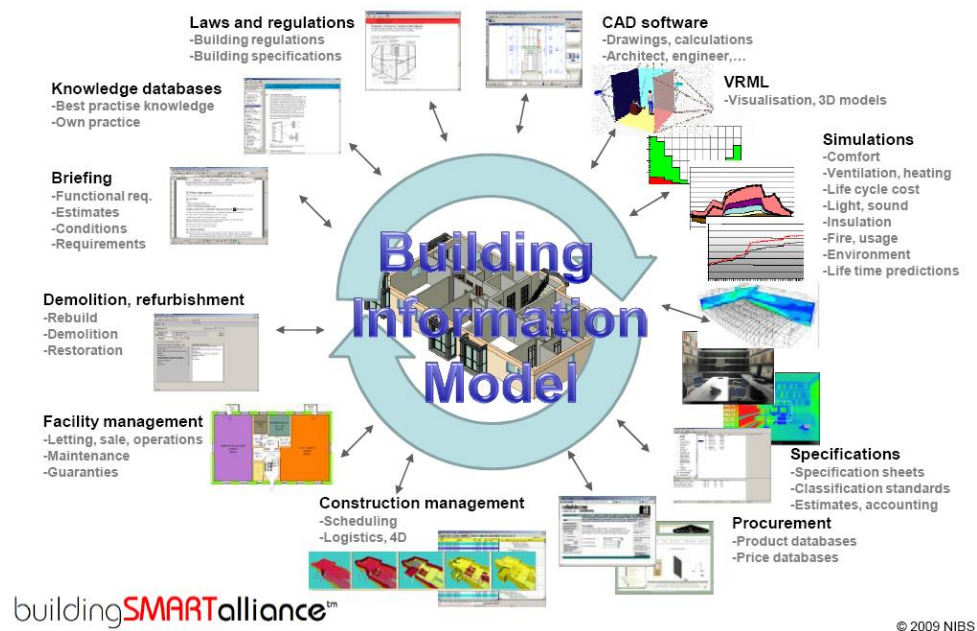 Laws and regulations
-Building regulations
-Building specifications
CAD software
-Drawings, calculations
-Architect, engineer,...
VRML
-Visualisation, 3D models
Knowledge databases
-Best practise knowledge
-Own practice
Simulations
-Comfort
-Ventilation, heating
-Life cycle cost
-Light, sound
-Insulation
-Fire, usage
-Environment
-Life time predictions
Briefing
-Functional req.
-Estimates
-Conditions
-Requirements
Building
Information
Model
Demolition, refurbishment
-Rebuild
-Demolition
-Restoration
Facility management
-Letting, sale, operations
-Maintenance
-Guaranties
Specifications
-Specification sheets
-Classification standards
-Estimates, accounting
Construction management
-Scheduling
-Logistics, 4D
Procurement
-Product databases
-Price databases
buildingSMARTalliance™
© 2009 NIBS